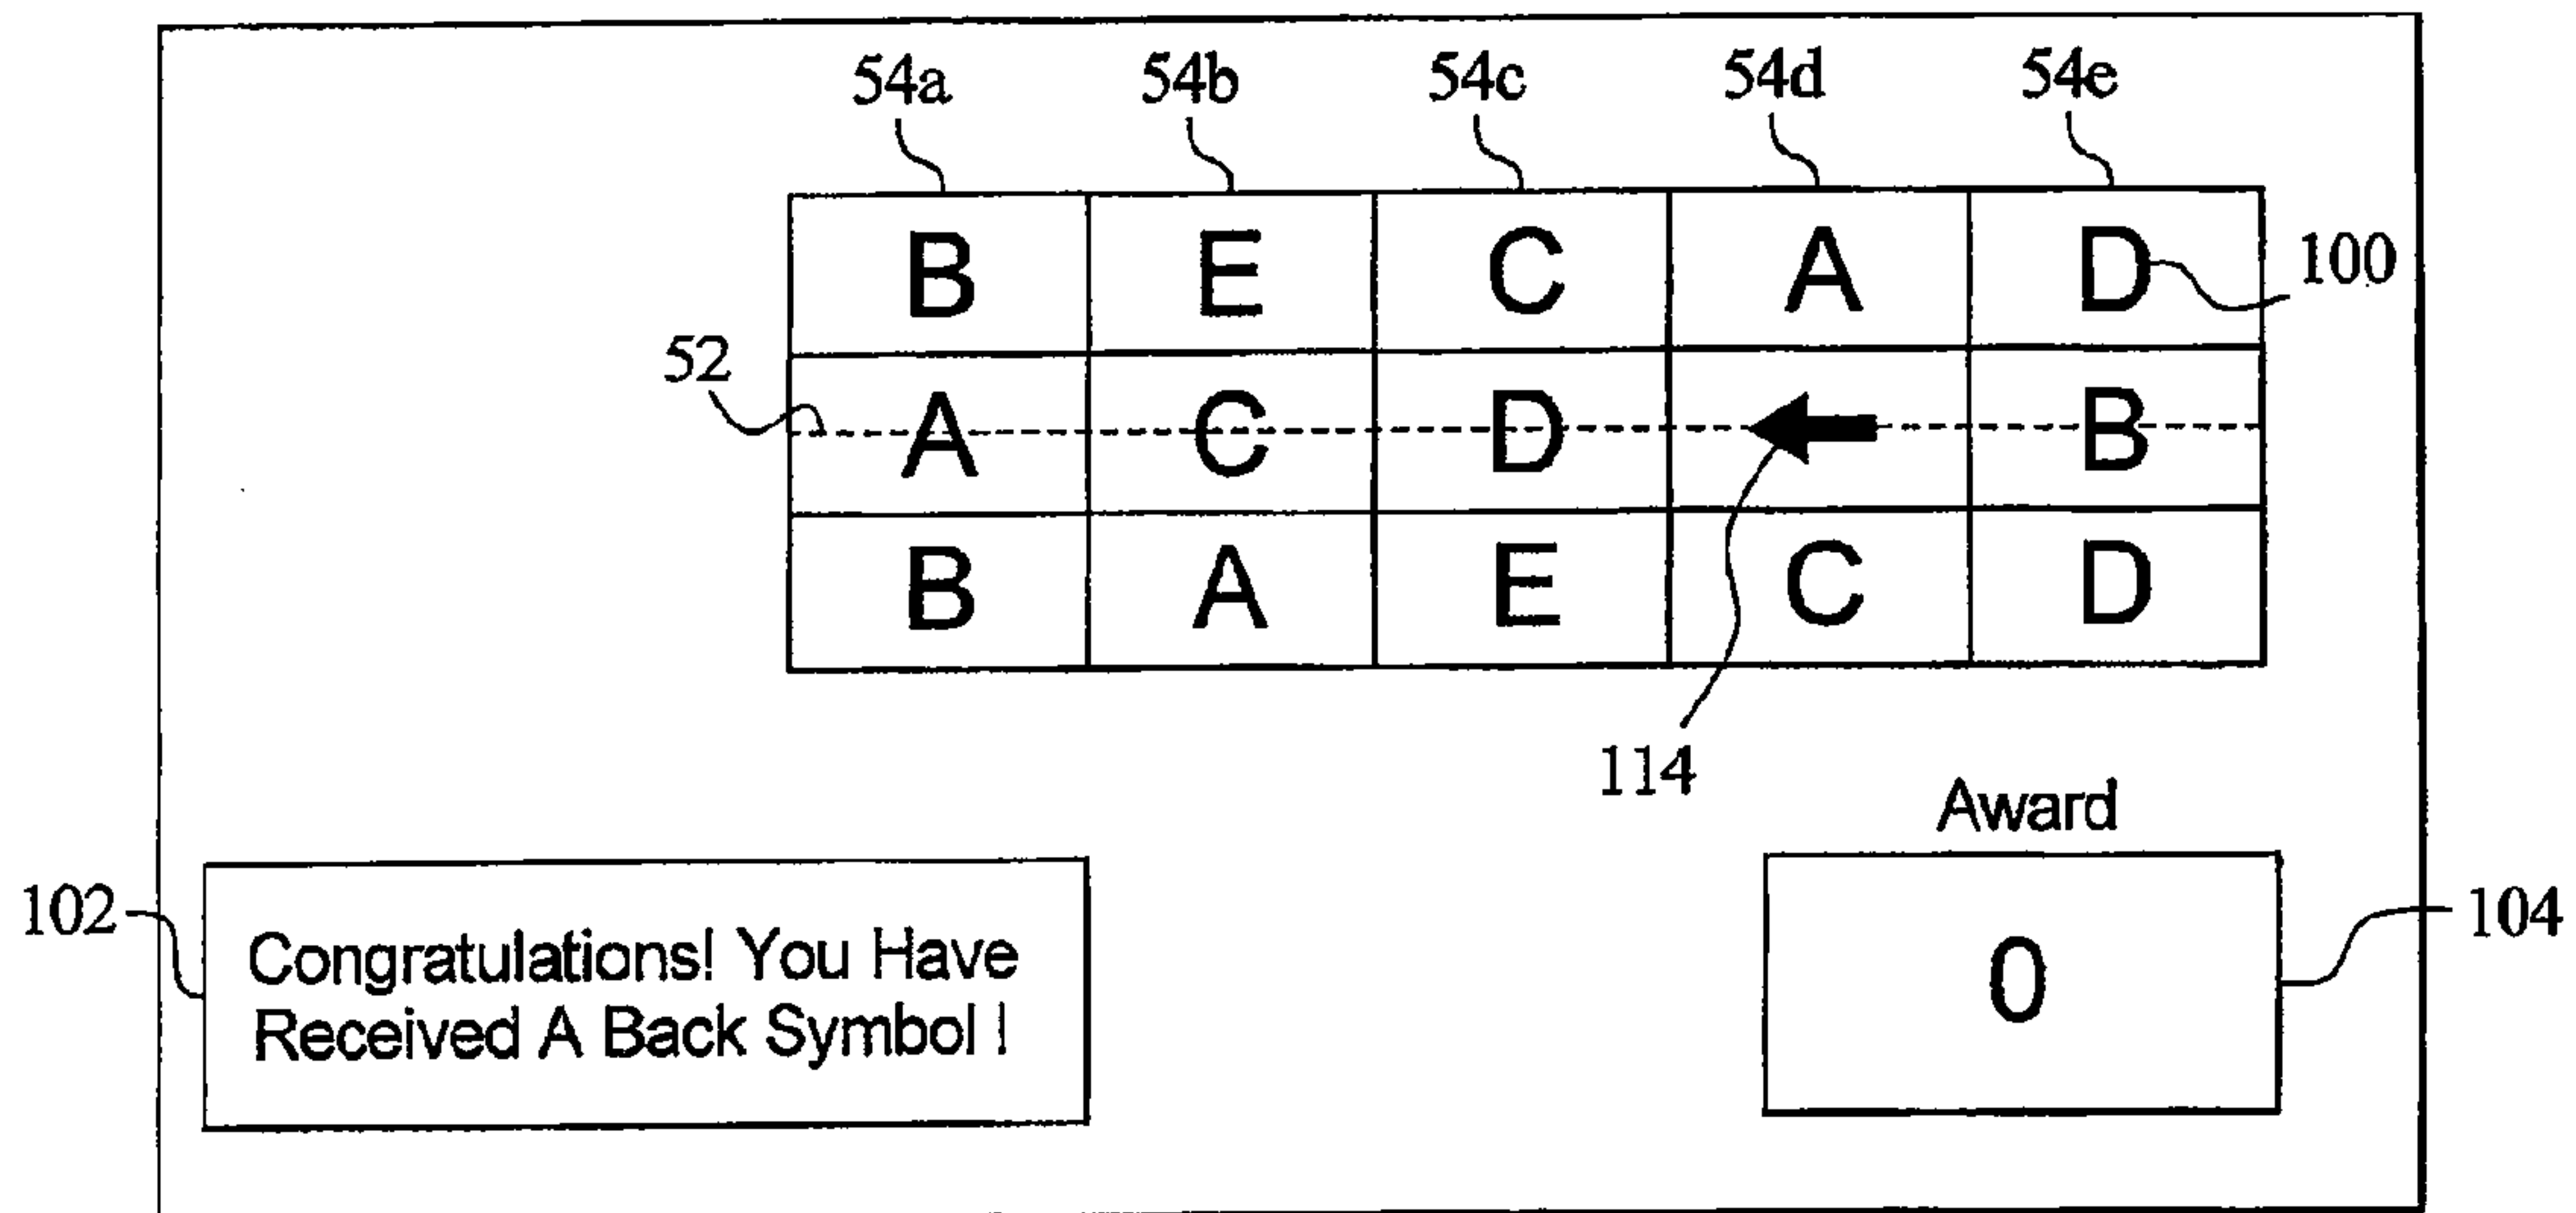 54a 54b 54c 54d 54e
B E C A D 100
52
A C D B
B A E C D
114
Award
102
Congratulations! You Have
Received A Back Symbol !
0
104